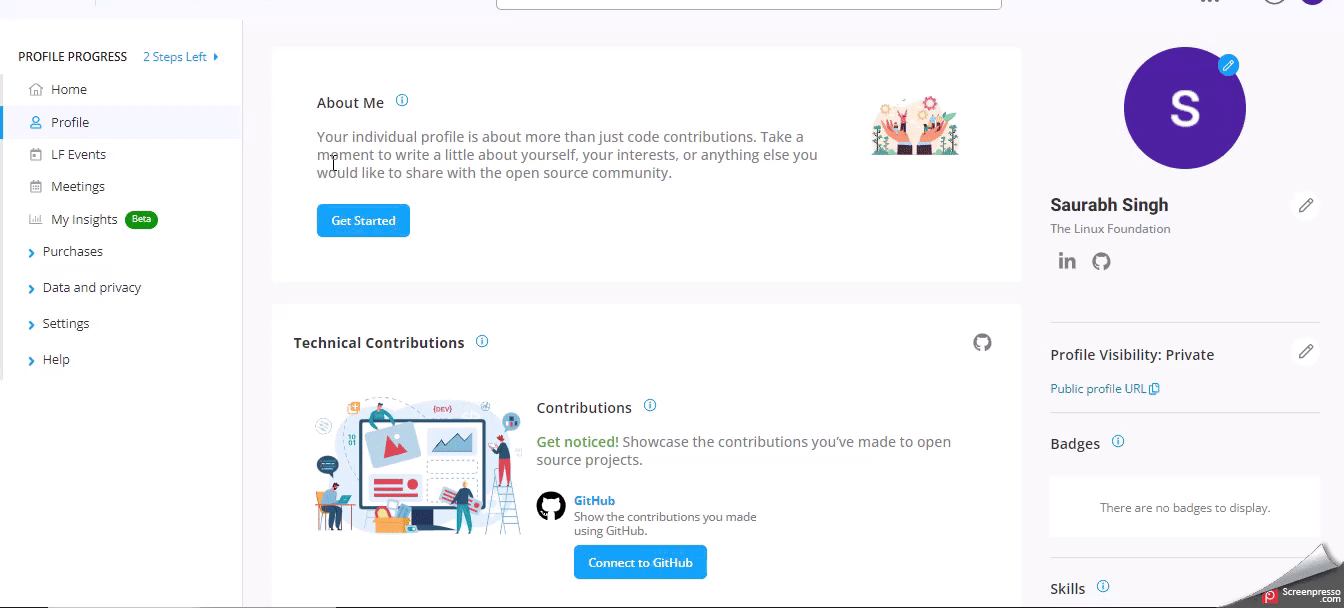 PROFILE PROGRESS 2 Steps Left
Home
Profile
LF Events
Meetings
My Insights Beta
Purchases
Data and privacy
Settings
Help
About Me
Your individual profile is about more than just code contributions. Take a
moment to write a little about yourself, your interests, or anything else you
would like to share with the open source community.
Get Started
Technical Contributions
{DEV}
10
01
Contributions
Get noticed! Showcase the contributions you've made to open
source projects.
GitHub
Show the contributions you made
using GitHub.
Connect to GitHub
S
Saurabh Singh
The Linux Foundation
in
Profile Visibility: Private
Public profile URL
Badges
There are no badges to display.
Skills
Screenpresso
.com